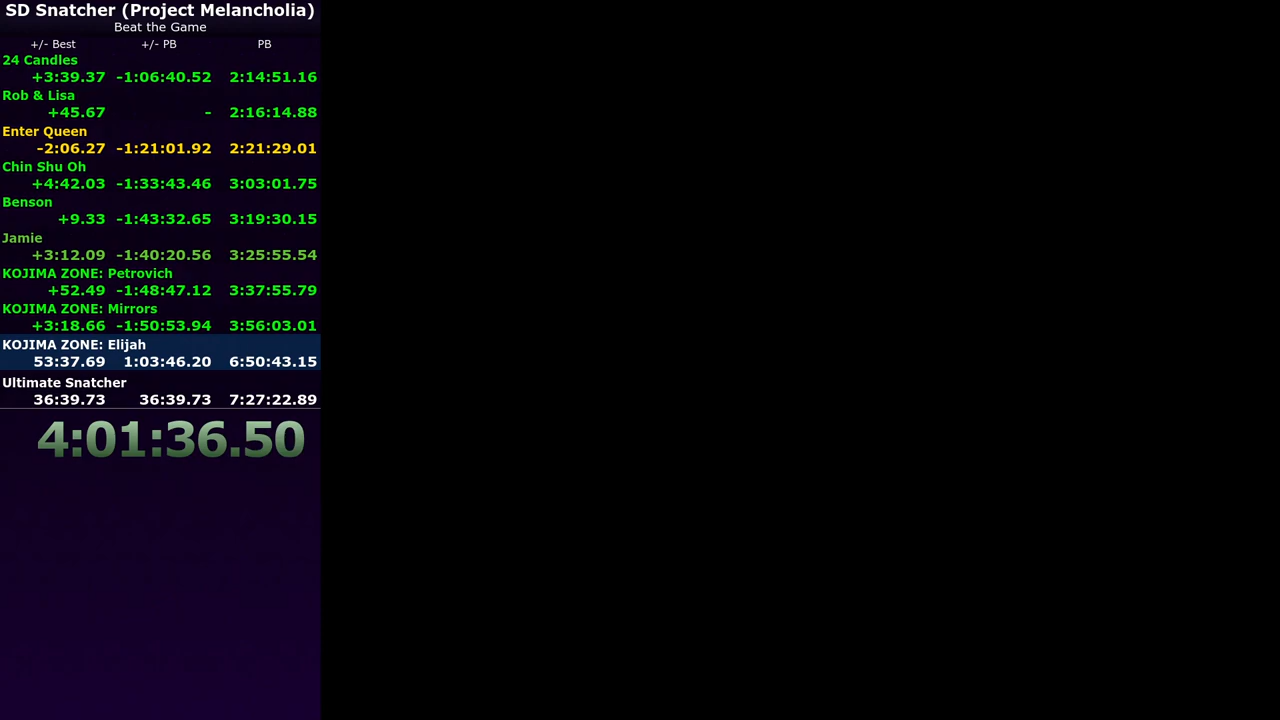 SD Snatcher (Project Melancholia)
Beat the Game
+/- Best +/- PB PB
24 Candles
+3:39.37 -1:06:40.52 2:14:51.16
Rob & Lisa
+45.67 - 2:16:14.88
Enter Queen
-2:06.27 -1:21:01.92 2:21:29.01
Chin Shu Oh
+4:42.03 -1:33:43.46 3:03:01.75
Benson
+9.33 -1:43:32.65 3:19:30.15
Jamie
+3:12.09 -1:40:20.56 3:25:55.54
KOJIMA ZONE: Petrovich
+52.49 -1:48:47.12 3:37:55.79
KOJIMA ZONE: Mirrors
+3:18.66 -1:50:53.94 3:56:03.01
KOJIMA ZONE: Elijah
53:37.69 1:03:46.20 6:50:43.15
Ultimate Snatcher
36:39.73 36:39.73 7:27:22.89
4:01:36.50